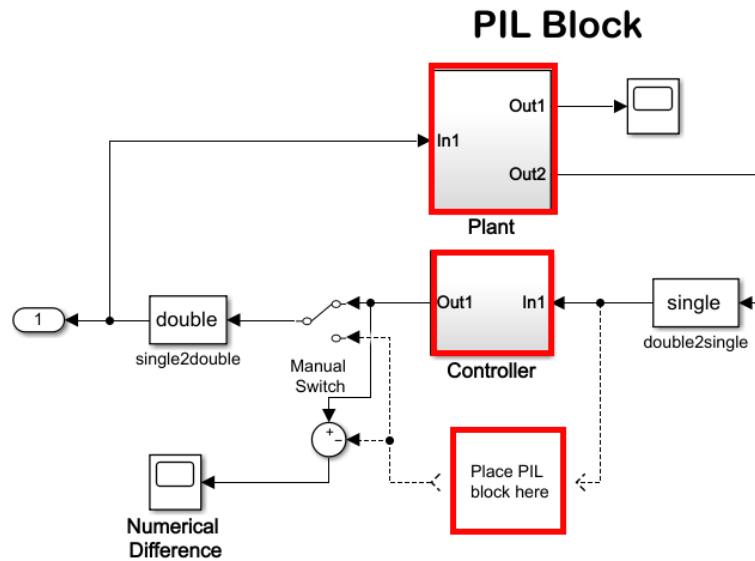 PIL Block
Out1
In1
Out2
Plant
1
double
single2double
Manual
Switch
Out1
In1
Controller
single
double2single
+
−
Place PIL
block here
Numerical
Difference